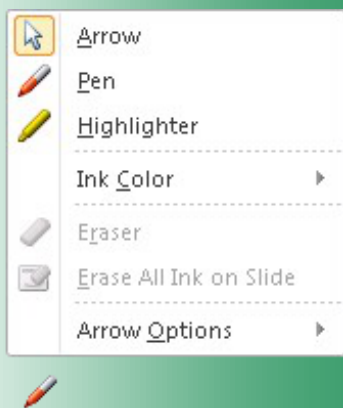 Arrow
Pen
Highlighter
Ink Color
Eraser
Erase All Ink on Slide
Arrow Options